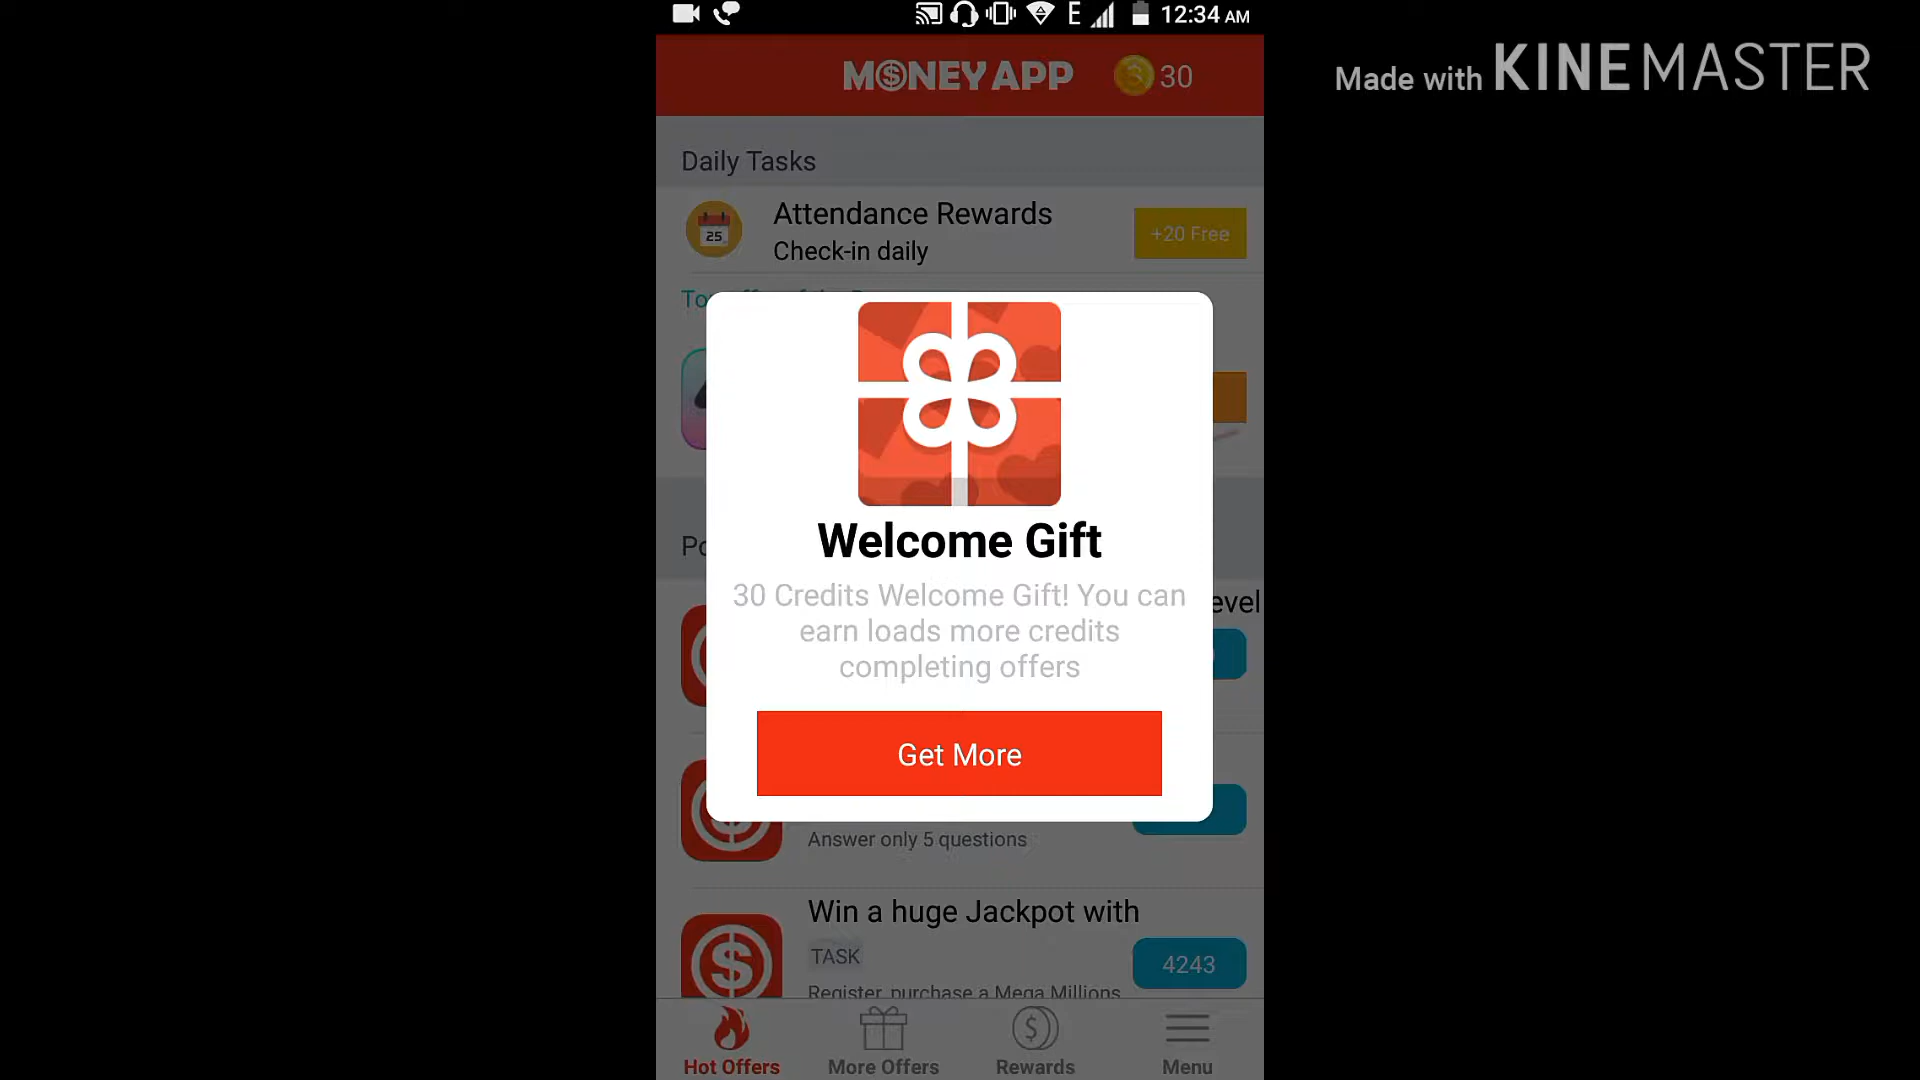 E 12:34 AM
MONEY APP 30
Made with KINEMASTER
Daily Tasks
25
Attendance Rewards
Check-in daily
+20 Free
Welcome Gift
30 Credits Welcome Gift! You can
earn loads more credits
completing offers
Get More
Answer only 5 questions
Win a huge Jackpot with
TASK
4243
Register, purchase a Mega Millions
Hot Offers
More Offers
Rewards
Menu